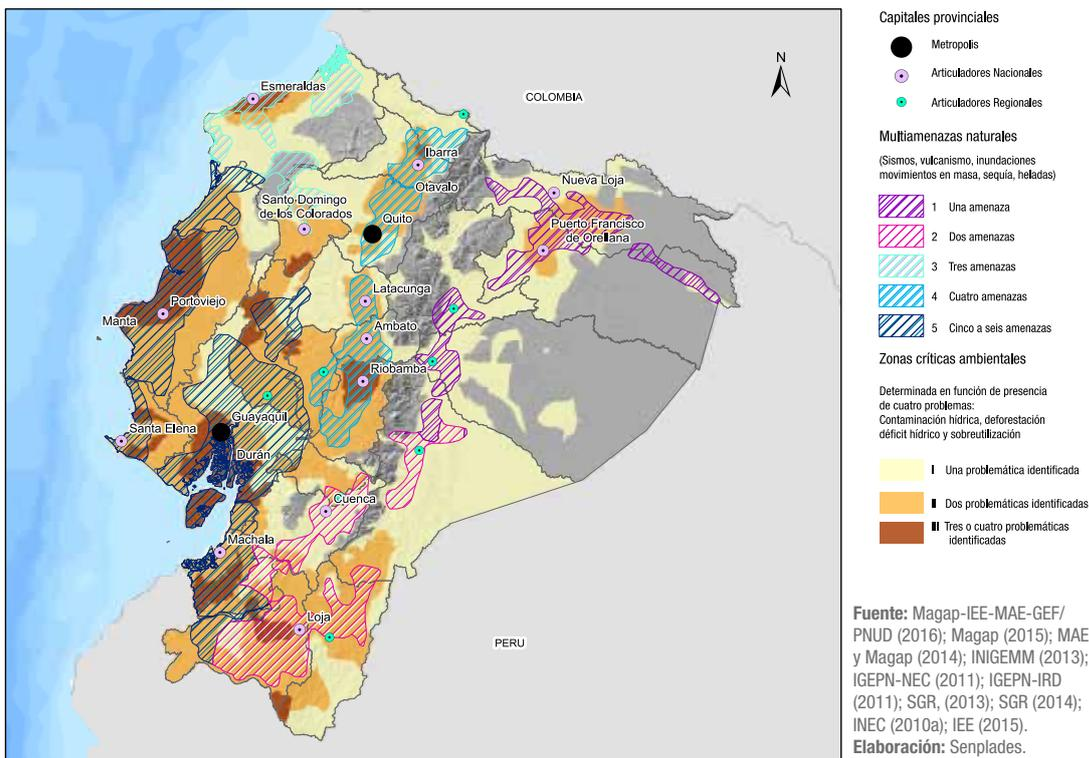 Esmeraldas
COLOMBIA
N
Ibarra
Otavalo
Nueva Loja
Santo Domingo
de los Colorados
Quito
Puerto Francisco
de Orellana
Latacunga
Portoviejo
Manta
Ambato
Riobamba
Guayaquil
Santa Elena
Durán
Cuenca
Machala
Loja
PERU
Capitales provinciales
Metropolis
Articuladores Nacionales
Articuladores Regionales
Multiamenazas naturales
(Sismos, vulcanismo, inundaciones
movimientos en masa, sequía, heladas)
1 Una amenaza
2 Dos amenazas
3 Tres amenazas
4 Cuatro amenazas
5 Cinco a seis amenazas
Zonas críticas ambientales
Determinada en función de presencia
de cuatro problemas:
Contaminación hídrica, deforestación
déficit hídrico y sobreutilización
I Una problemática identificada
II Dos problemáticas identificadas
III Tres o cuatro problemáticas
identificadas
Fuente: Magap-IEE-MAE-GEF/
PNUD (2016); Magap (2015); MAE
y Magap (2014); INIGEMM (2013);
IGEPN-NEC (2011); IGEPN-IRD
(2011); SGR, (2013); SGR (2014);
INEC (2010a); IEE (2015).
Elaboración: Senplades.